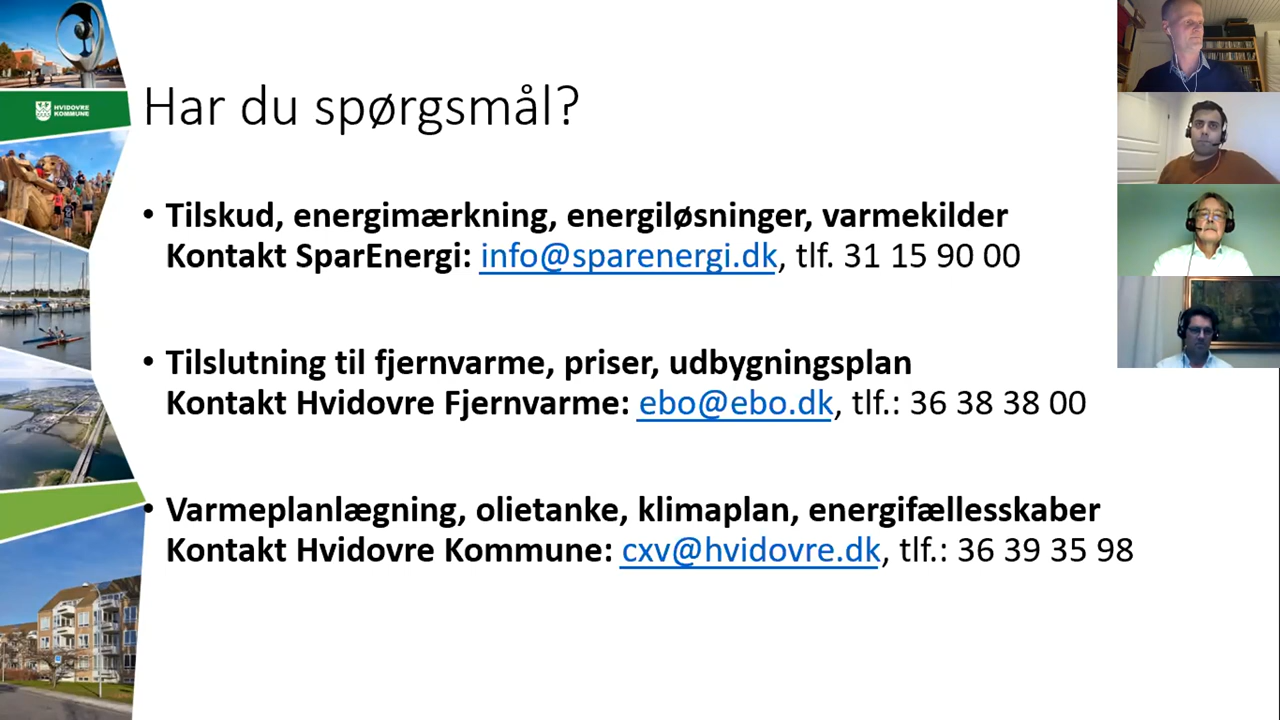 HVIDOVRE
KOMMUNE
Har du spørgsmål?
• Tilskud, energimærkning, energiløsninger, varmekilder
Kontakt SparEnergi: info@sparenergi.dk, tlf. 31 15 90 00
• Tilslutning til fjernvarme, priser, udbygningsplan
Kontakt Hvidovre Fjernvarme: ebo@ebo.dk, tlf.: 36 38 38 00
• Varmeplanlægning, olietanke, klimaplan, energifællesskaber
Kontakt Hvidovre Kommune: cxv@hvidovre.dk, tlf.: 36 39 35 98